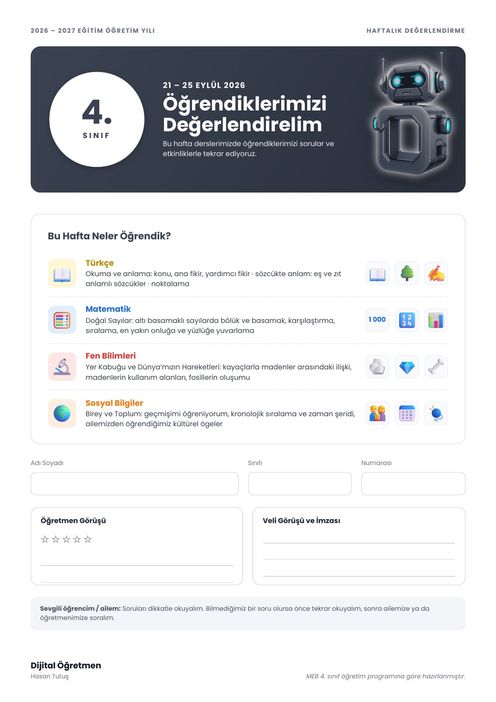 2026 – 2027 EĞİTİM ÖĞRETİM YILI
HAFTALIK DEĞERLENDİRME
4.
SINIF
21 – 25 EYLÜL 2026
Öğrendiklerimizi
Değerlendirelim
Bu hafta derslerimizde öğrendiklerimizi sorular ve
etkinliklerle tekrar ediyoruz.
Bu Hafta Neler Öğrendik?
Türkçe
Okuma ve anlama: konu, ana fikir, yardımcı fikir · sözcükte anlam: eş ve zıt
anlamlı sözcükler · noktalama
Matematik
Doğal Sayılar: altı basamaklı sayılarda bölük ve basamak, karşılaştırma,
sıralama, en yakın onluğa ve yüzlüğe yuvarlama
1 000
1 2
3 4
Fen Bilimleri
Yer Kabuğu ve Dünya'mızın Hareketleri: kayaçlarla madenler arasındaki ilişki,
madenlerin kullanım alanları, fosillerin oluşumu
Sosyal Bilgiler
Birey ve Toplum: geçmişimi öğreniyorum, kronolojik sıralama ve zaman şeridi,
ailemizden öğrendiğimiz kültürel ögeler
Adı Soyadı
Sınıfı
Numarası
Öğretmen Görüşü
Veli Görüşü ve İmzası
Sevgili öğrencim / ailem: Soruları dikkatle okuyalım. Bilmediğimiz bir soru olursa önce tekrar okuyalım, sonra ailemize ya da
öğretmenimize soralım.
Dijital Öğretmen
Hasan Tutuş
MEB 4. sınıf öğretim programına göre hazırlanmıştır.